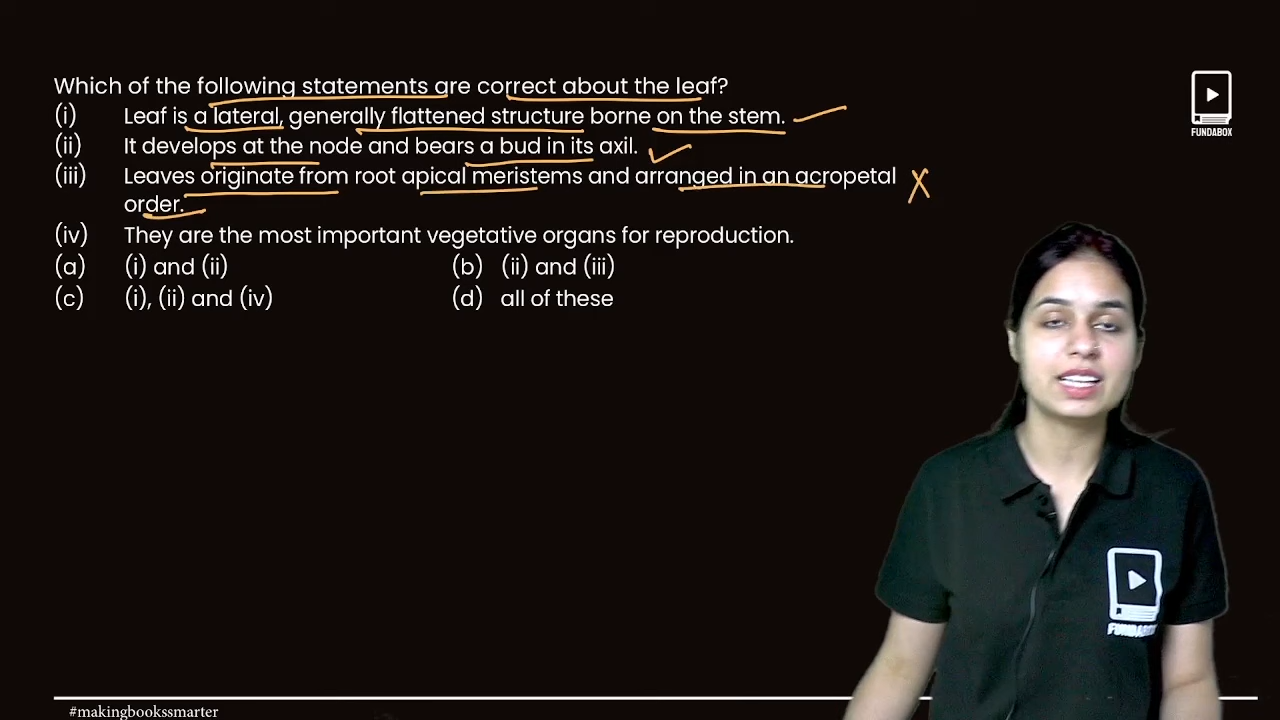 Which of the following statements are correct about the leaf?
(i) Leaf is a lateral, generally flattened structure borne on the stem.
(ii) It develops at the node and bears a bud in its axil.
(iii) Leaves originate from root apical meristems and arranged in an acropetal
order.
(iv) They are the most important vegetative organs for reproduction.
(a) (i) and (ii) (b) (ii) and (iii)
(c) (i), (ii) and (iv) (d) all of these
FUNDABOX
#makingbookssmarter